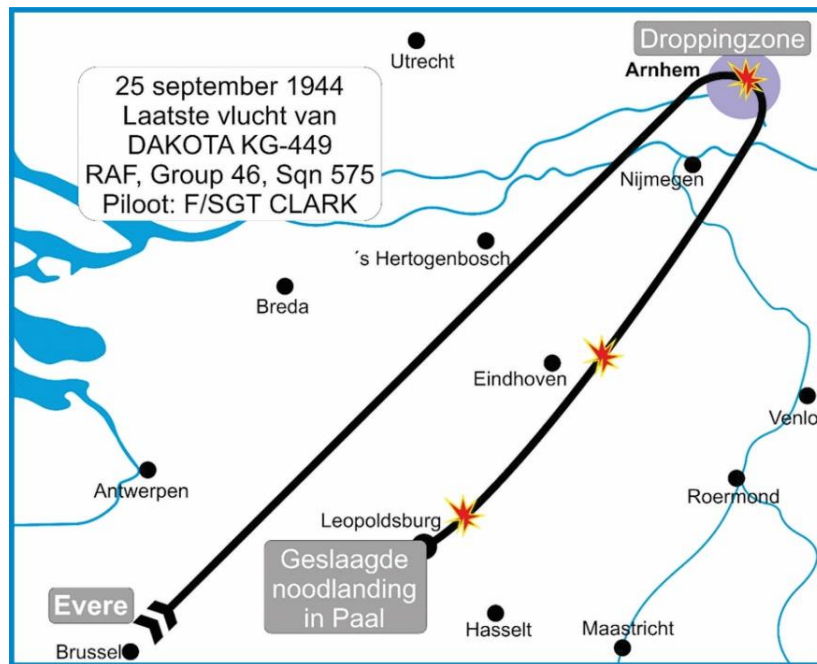 Droppingzone
Utrecht
Arnhem
25 september 1944
Laatste vlucht van
DAKOTA KG-449
RAF, Group 46, Sqn 575
Piloot: F/SGT CLARK
Nijmegen
´s Hertogenbosch
Breda
Eindhoven
Venlo
Antwerpen
Roermond
Leopoldsburg
Geslaagde
noodlanding
in Paal
Evere
Hasselt
Maastricht
Brussel